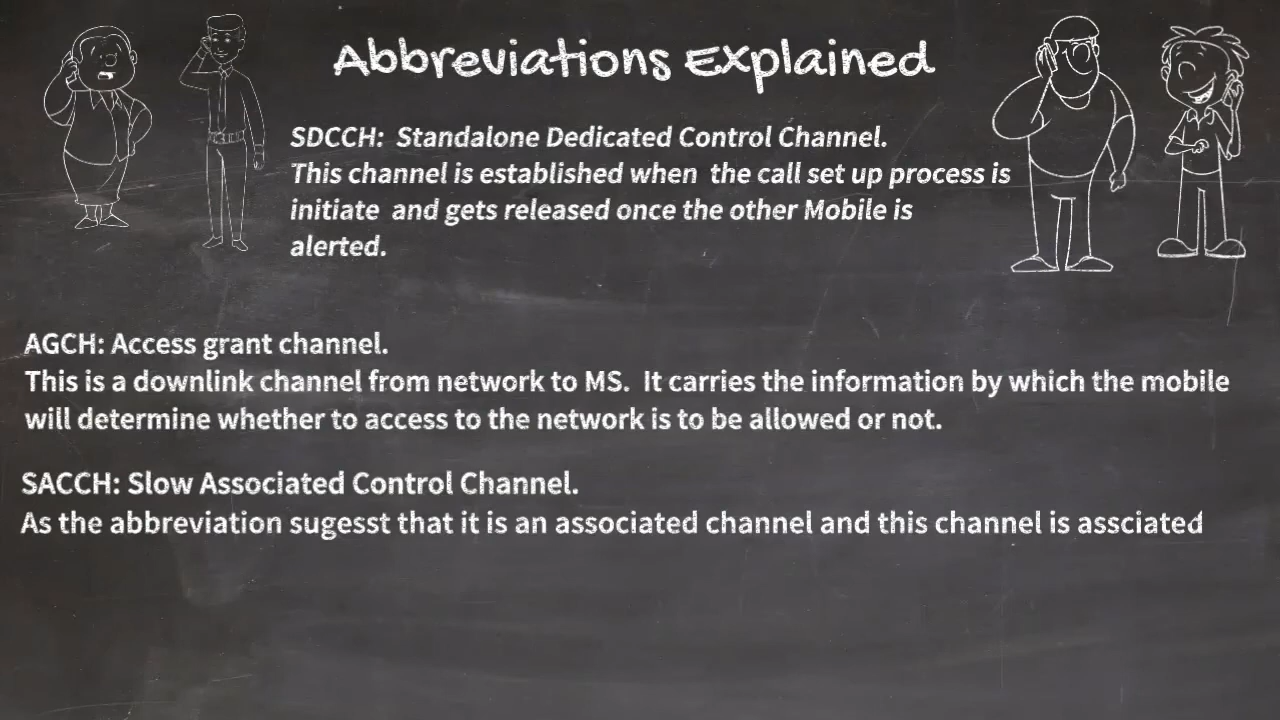 Abbreviations Explained
SDCCH:  Standalone Dedicated Control Channel.
This channel is established when  the call set up process is
initiate  and gets released once the other Mobile is
alerted.
AGCH: Access grant channel.
This is a downlink channel from network to MS.  It carries the information by which the mobile
will determine whether to access to the network is to be allowed or not.
SACCH: Slow Associated Control Channel.
As the abbreviation sugesst that it is an associated channel and this channel is assciated